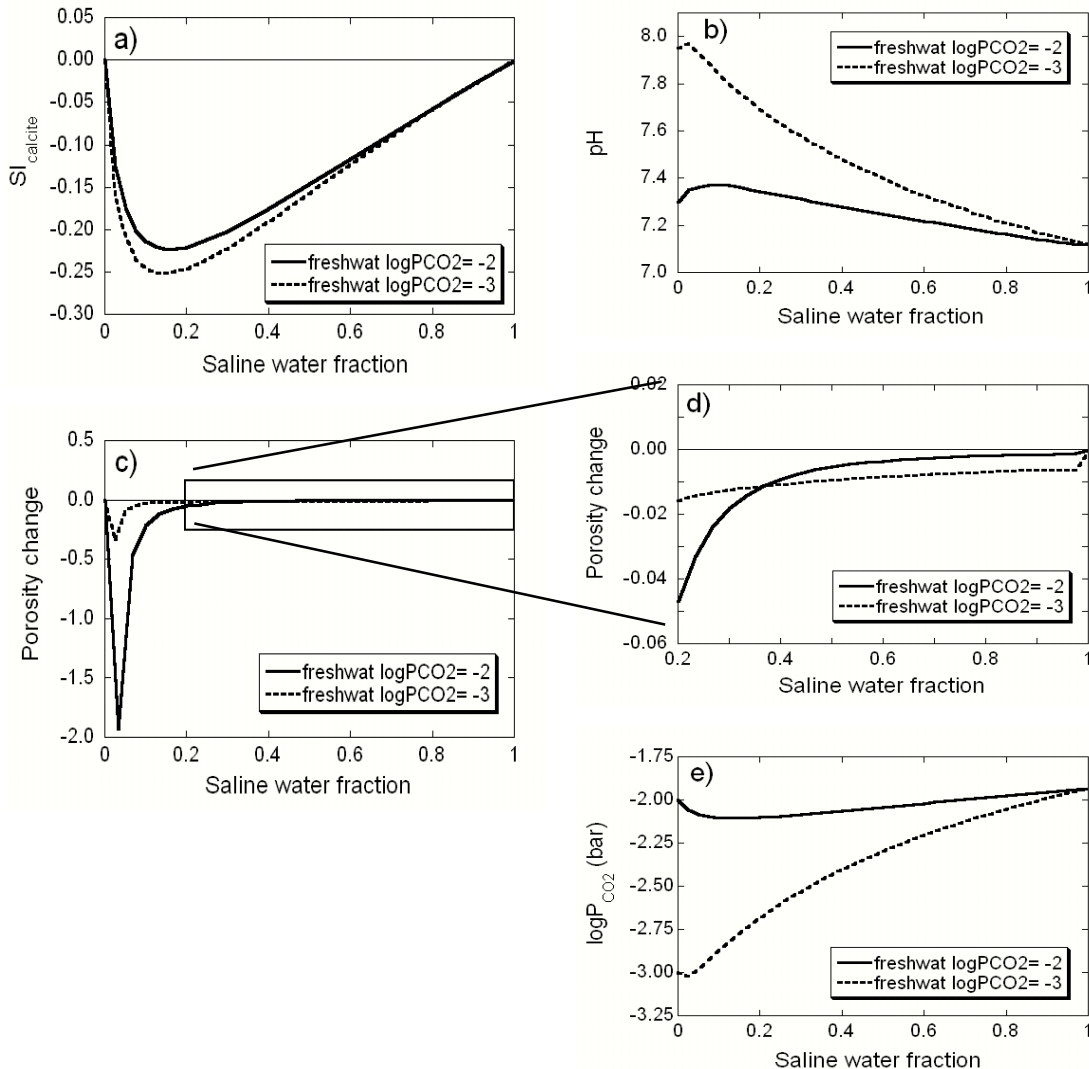 a)
0.05
0.00
-0.05
-0.10
-0.15
-0.20
-0.25
-0.30
SIcalcite
freshwat logPCO2= -2
freshwat logPCO2= -3
0 0.2 0.4 0.6 0.8 1
Saline water fraction
b)
8.0
7.8
7.6
7.4
7.2
7.0
pH
freshwat logPCO2= -2
freshwat logPCO2= -3
0 0.2 0.4 0.6 0.8 1
Saline water fraction
c)
0.5
0.0
-0.5
-1.0
-1.5
-2.0
Porosity change
freshwat logPCO2= -2
freshwat logPCO2= -3
0 0.2 0.4 0.6 0.8 1
Saline water fraction
d)
0.02
0.00
-0.02
-0.04
-0.06
Porosity change
freshwat logPCO2= -2
freshwat logPCO2= -3
0.2 0.4 0.6 0.8 1
Saline water fraction
e)
-1.75
-2.00
-2.25
-2.50
-2.75
-3.00
-3.25
logPCO2 (bar)
freshwat logPCO2= -2
freshwat logPCO2= -3
0 0.2 0.4 0.6 0.8 1
Saline water fraction